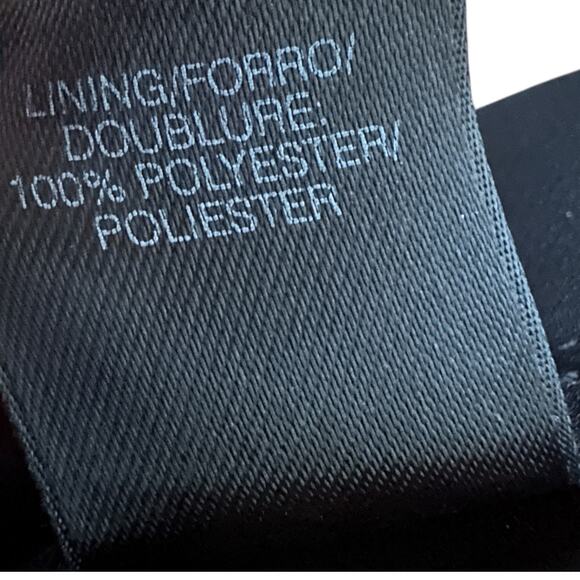 LINING/FORRO/
DOUBLURE:
100% POLYESTER/
POLIESTER